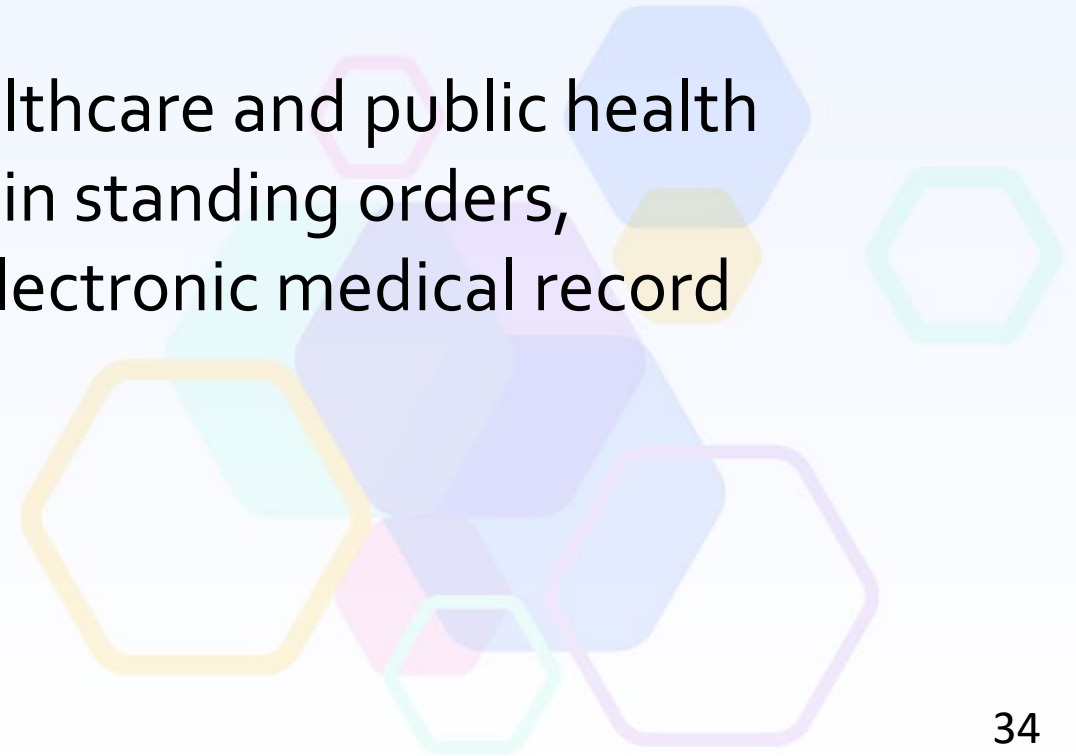 lthcare and public health
in standing orders,
lectronic medical record
34